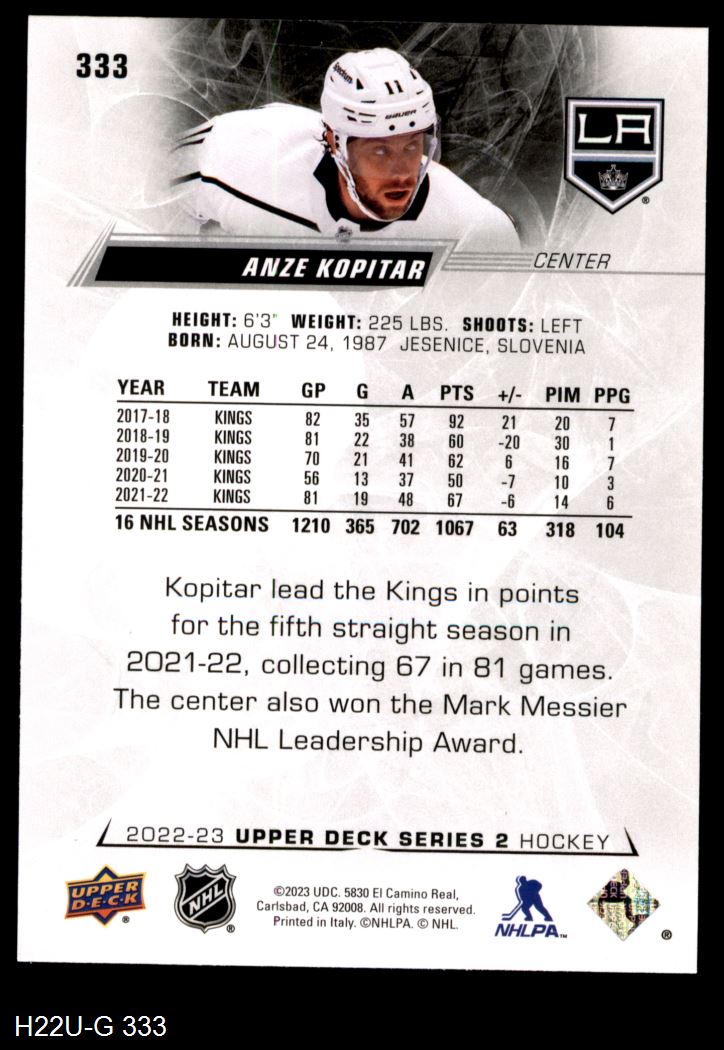 333
11
BAUER
LA
®
ANZE KOPITAR
CENTER
HEIGHT: 6'3" WEIGHT: 225 LBS. SHOOTS: LEFT
BORN: AUGUST 24, 1987 JESENICE, SLOVENIA
YEAR TEAM GP G A PTS +/- PIM PPG
2017-18 KINGS 82 35 57 92 21 20 7
2018-19 KINGS 81 22 38 60 -20 30 1
2019-20 KINGS 70 21 41 62 6 16 7
2020-21 KINGS 56 13 37 50 -7 10 3
2021-22 KINGS 81 19 48 67 -6 14 6
16 NHL SEASONS 1210 365 702 1067 63 318 104
Kopitar lead the Kings in points
for the fifth straight season in
2021-22, collecting 67 in 81 games.
The center also won the Mark Messier
NHL Leadership Award.
2022-23 UPPER DECK SERIES 2 HOCKEY
UPPER
D·E·C·K
®
NHL
®
©2023 UDC. 5830 El Camino Real,
Carlsbad, CA 92008. All rights reserved.
Printed in Italy. ©NHLPA. © NHL.
NHLPA™
®
H22U-G 333